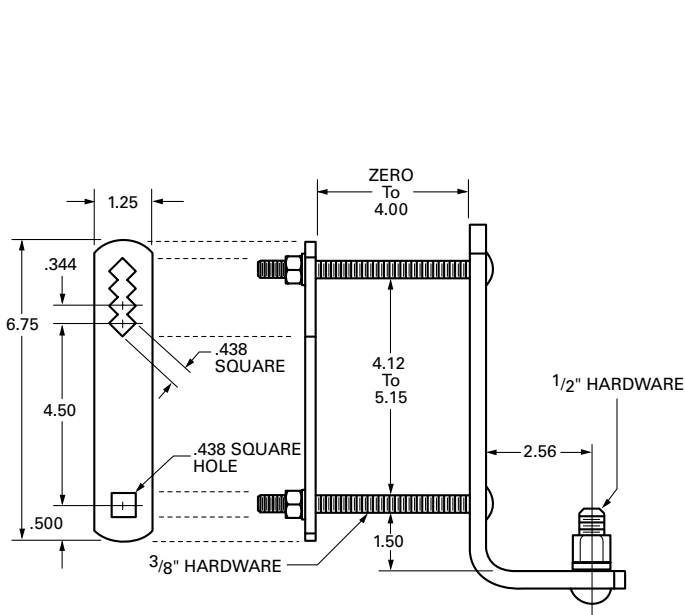 ZERO
To
4.00
1.25
.344
6.75
.438
SQUARE
4.12
To
5.15
1/2" HARDWARE
4.50
2.56
.438 SQUARE
HOLE
.500
1.50
3/8" HARDWARE